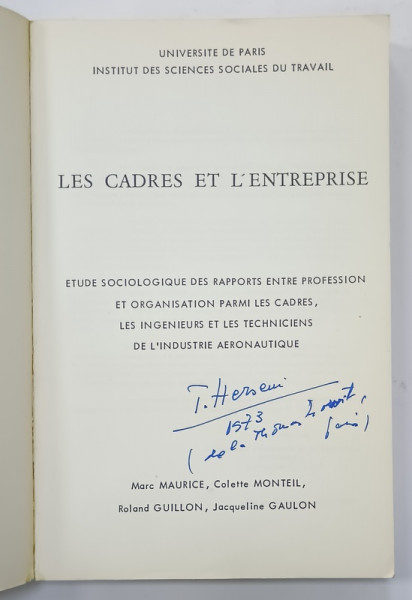 UNIVERSITE DE PARIS
INSTITUT DES SCIENCES SOCIALES DU TRAVAIL
LES CADRES ET L'ENTREPRISE
ETUDE SOCIOLOGIQUE DES RAPPORTS ENTRE PROFESSION
ET ORGANISATION PARMI LES CADRES,
LES INGENIEURS ET LES TECHNICIENS
DE L'INDUSTRIE AERONAUTIQUE
T. Herseni
1973
(de la
Marc MAURICE, Colette MONTEIL,
Roland GUILLON, Jacqueline GAULON